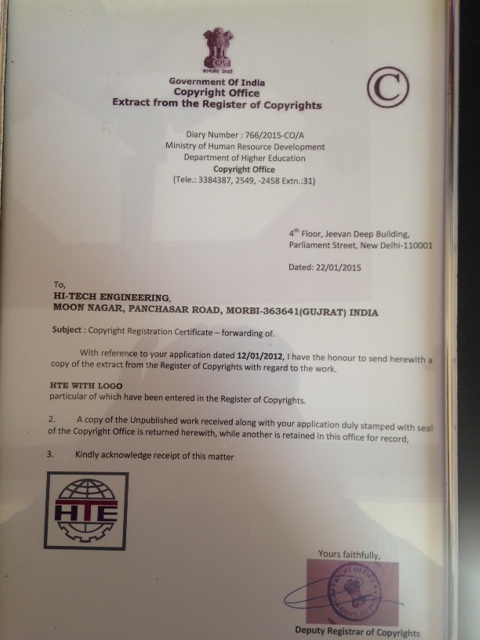 Government Of India
Copyright Office
Extract from the Register of Copyrights
©
Diary Number : 766/2015-CO/A
Ministry of Human Resource Development
Department of Higher Education
Copyright Office
(Tele.: 3384387, 2549, -2458 Extn.:31)
4th Floor, Jeevan Deep Building,
Parliament Street, New Delhi-110001
Dated: 22/01/2015
To,
HI-TECH ENGINEERING,
MOON NAGAR, PANCHASAR ROAD, MORBI-363641(GUJRAT) INDIA
Subject : Copyright Registration Certificate – forwarding of.
With reference to your application dated 12/01/2012, I have the honour to send herewith a
copy of the extract from the Register of Copyrights with regard to the work.
HTE WITH LOGO
particular of which have been entered in the Register of Copyrights.
2. A copy of the Unpublished work received along with your application duly stamped with seal
of the Copyright Office is returned herewith, while another is retained in this office for record,
3. Kindly acknowledge receipt of this matter
HTE
Yours faithfully,
Deputy Registrar of Copyrights